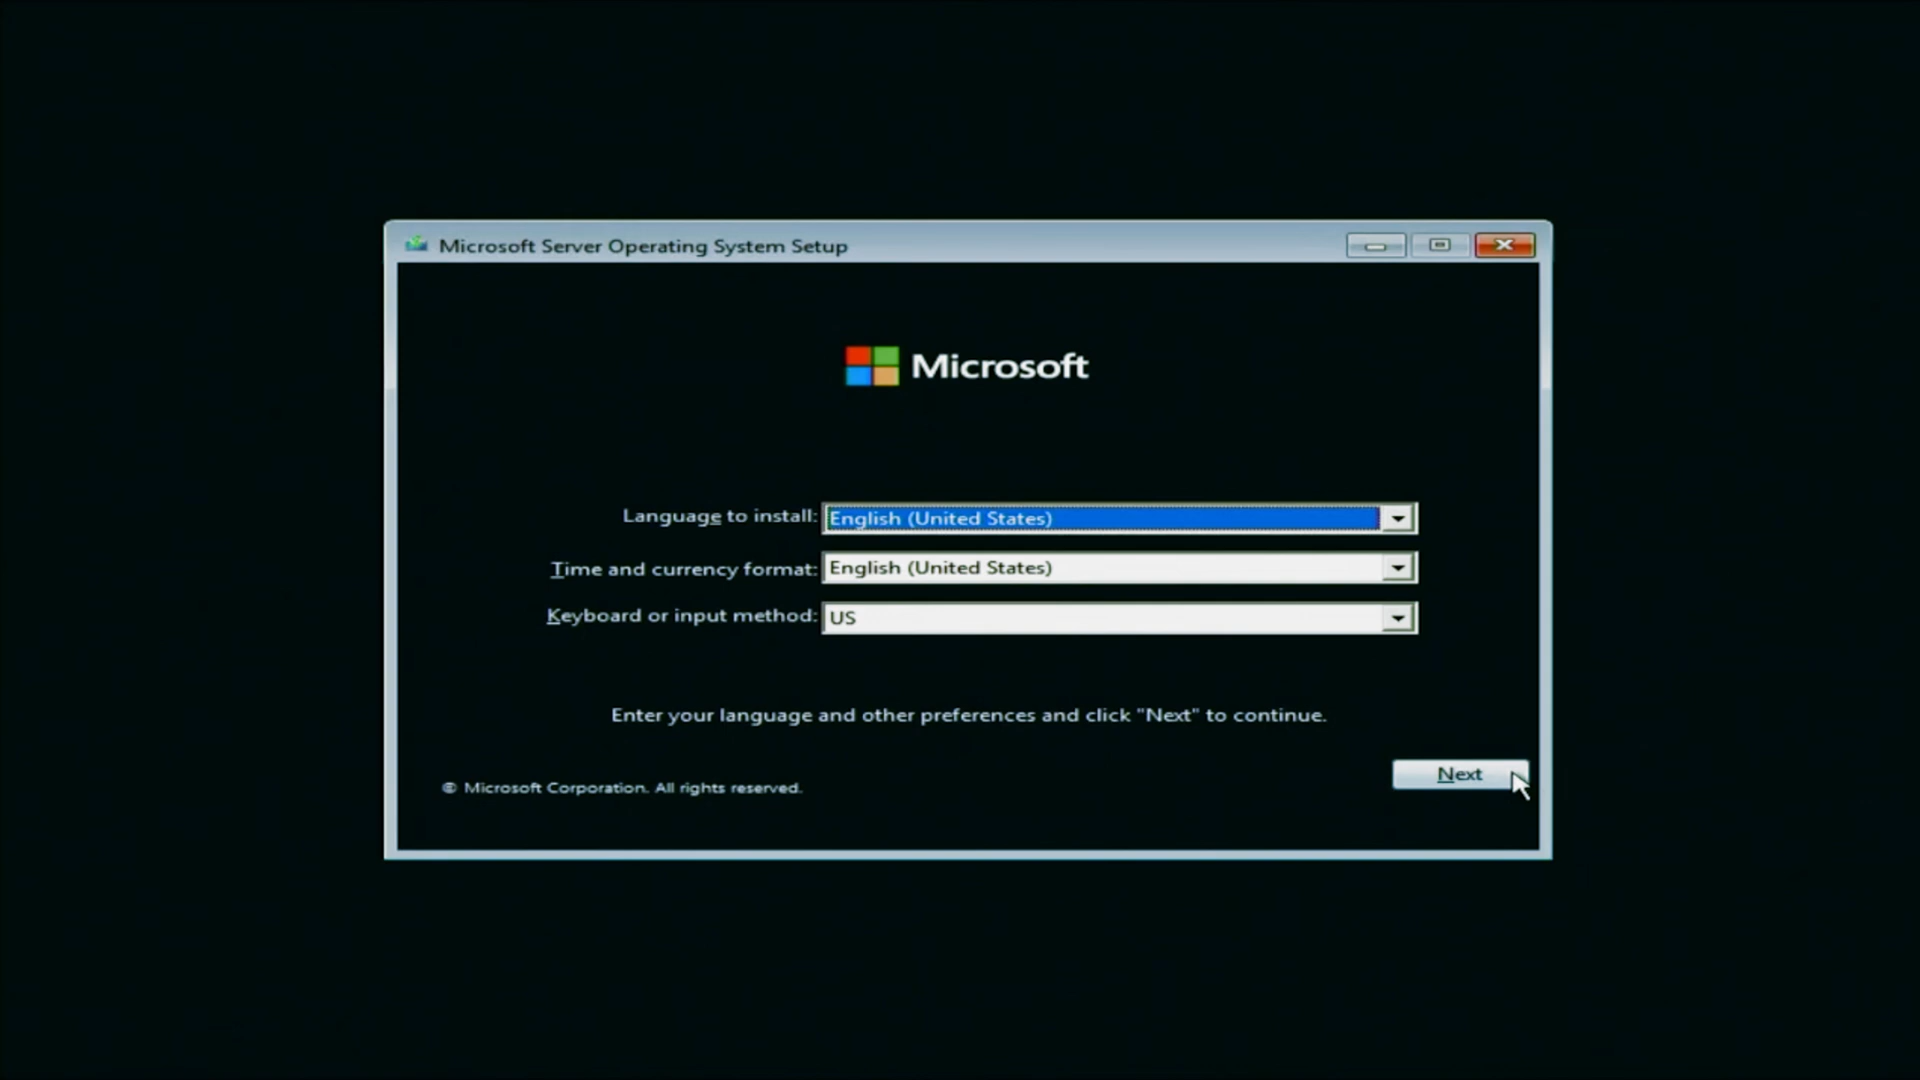 Microsoft Server Operating System Setup
Microsoft
Language to install: English (United States)
Time and currency format: English (United States)
Keyboard or input method: US
Enter your language and other preferences and click "Next" to continue.
Next
© Microsoft Corporation. All rights reserved.